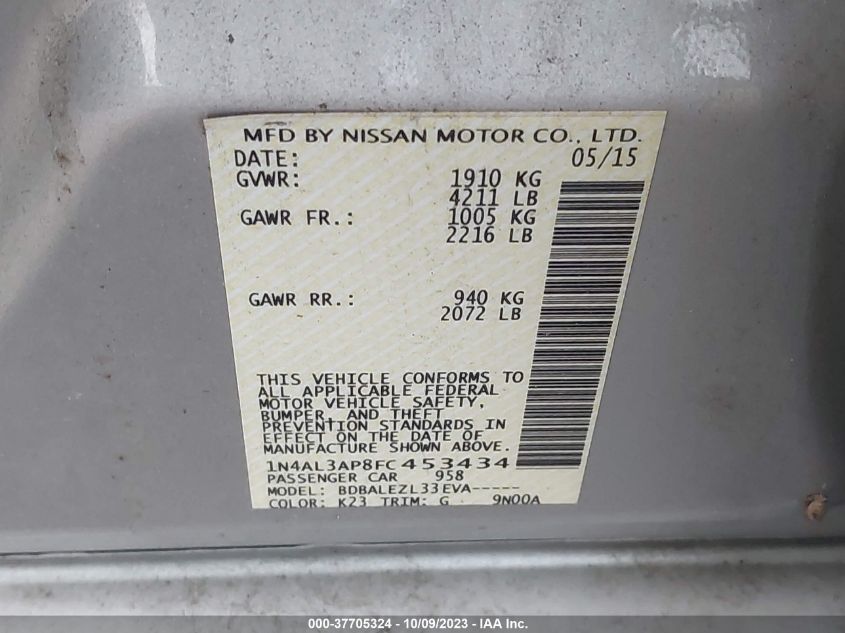 MFD BY NISSAN MOTOR CO., LTD.
DATE: 05/15
GVWR: 1910 KG
4211 LB
GAWR FR.: 1005 KG
2216 LB
GAWR RR.: 940 KG
2072 LB
THIS VEHICLE CONFORMS TO
ALL APPLICABLE FEDERAL
MOTOR VEHICLE SAFETY,
BUMPER, AND THEFT
PREVENTION STANDARDS IN
EFFECT ON THE DATE OF
MANUFACTURE SHOWN ABOVE.
1N4AL3AP8FC453434
PASSENGER CAR 958
MODEL: BDBALEZL33EVA-----
COLOR: K23 TRIM: G 9N00A
000-37705324 - 10/09/2023 - IAA Inc.